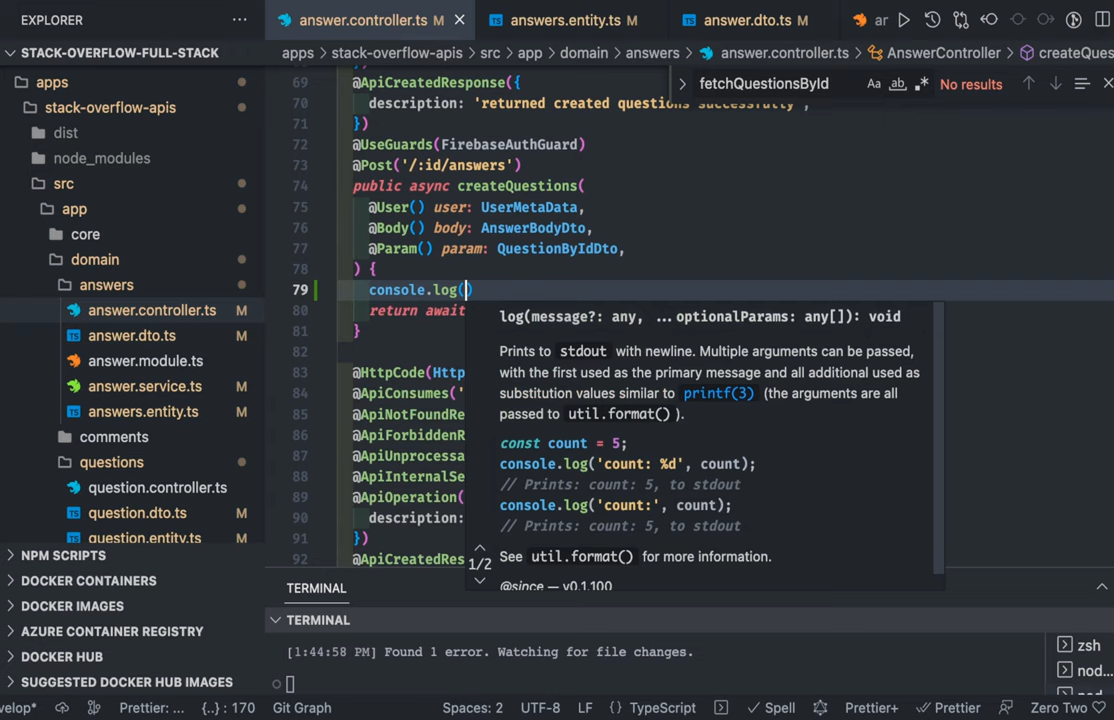 EXPLORER
answer.controller.ts M
answers.entity.ts M
answer.dto.ts M
ar
STACK-OVERFLOW-FULL-STACK
apps > stack-overflow-apis > src > app > domain > answers > answer.controller.ts > AnswerController > createQues
fetchQuestionsById
Aa
ab
No results
apps
stack-overflow-apis
dist
node_modules
src
app
core
domain
answers
answer.controller.ts M
answer.dto.ts M
answer.module.ts M
answer.service.ts M
answers.entity.ts M
comments
questions
question.controller.ts
question.dto.ts M
question.entity.ts M
NPM SCRIPTS
DOCKER CONTAINERS
DOCKER IMAGES
AZURE CONTAINER REGISTRY
DOCKER HUB
SUGGESTED DOCKER HUB IMAGES
69 @ApiCreatedResponse({
70 description: 'returned created questions successfully',
71 })
72 @UseGuards(FirebaseAuthGuard)
73 @Post('/:id/answers')
74 public async createQuestions(
75 @User() user: UserMetaData,
76 @Body() body: AnswerBodyDto,
77 @Param() param: QuestionByIdDto,
78 ) {
79 console.log()
80 return await
81 }
82
83 @HttpCode(Http
84 @ApiConsumes('
85 @ApiNotFoundRe
86 @ApiForbiddenR
87 @ApiUnprocessa
88 @ApiInternalSe
89 @ApiOperation(
90 description:
91 })
92 @ApiCreatedRes
log(message?: any, ...optionalParams: any[]): void
Prints to stdout with newline. Multiple arguments can be passed,
with the first used as the primary message and all additional used as
substitution values similar to printf(3) (the arguments are all
passed to util.format() ).
const count = 5;
console.log('count: %d', count);
// Prints: count: 5, to stdout
console.log('count:', count);
// Prints: count: 5, to stdout
1/2
See util.format() for more information.
@since — v0.1.100
TERMINAL
TERMINAL
[1:44:58 PM] Found 1 error. Watching for file changes.
zsh
nod...
velop*
Prettier: ...
{..} : 170
Git Graph
Spaces: 2
UTF-8
LF
{} TypeScript
Spell
Prettier+
Prettier
Zero Two